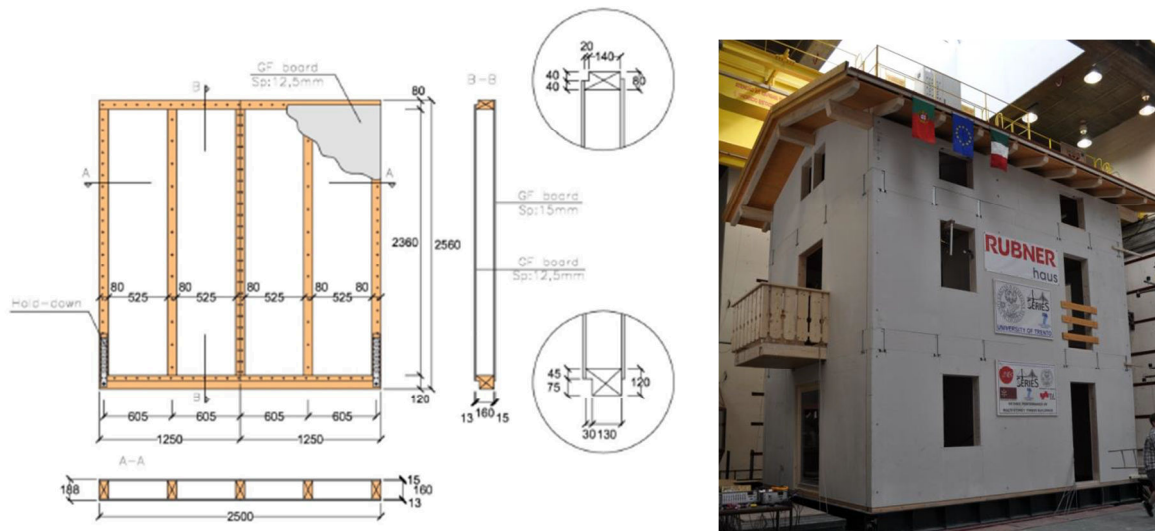 GF board
Sp:12,5mm
B
B-B
80
A
A
2360
2560
GF board
Sp:15mm
GF board
Sp:12,5mm
80
80
80
80
80
525
525
525
525
Hold-down
B
120
605
605
605
605
1250
1250
13
160
15
A-A
188
15
160
13
2500
20
140
40
40
80
45
75
120
30
130
RUBNER
haus
SERIES
UNIVERSITY OF TRENTO
SERIES